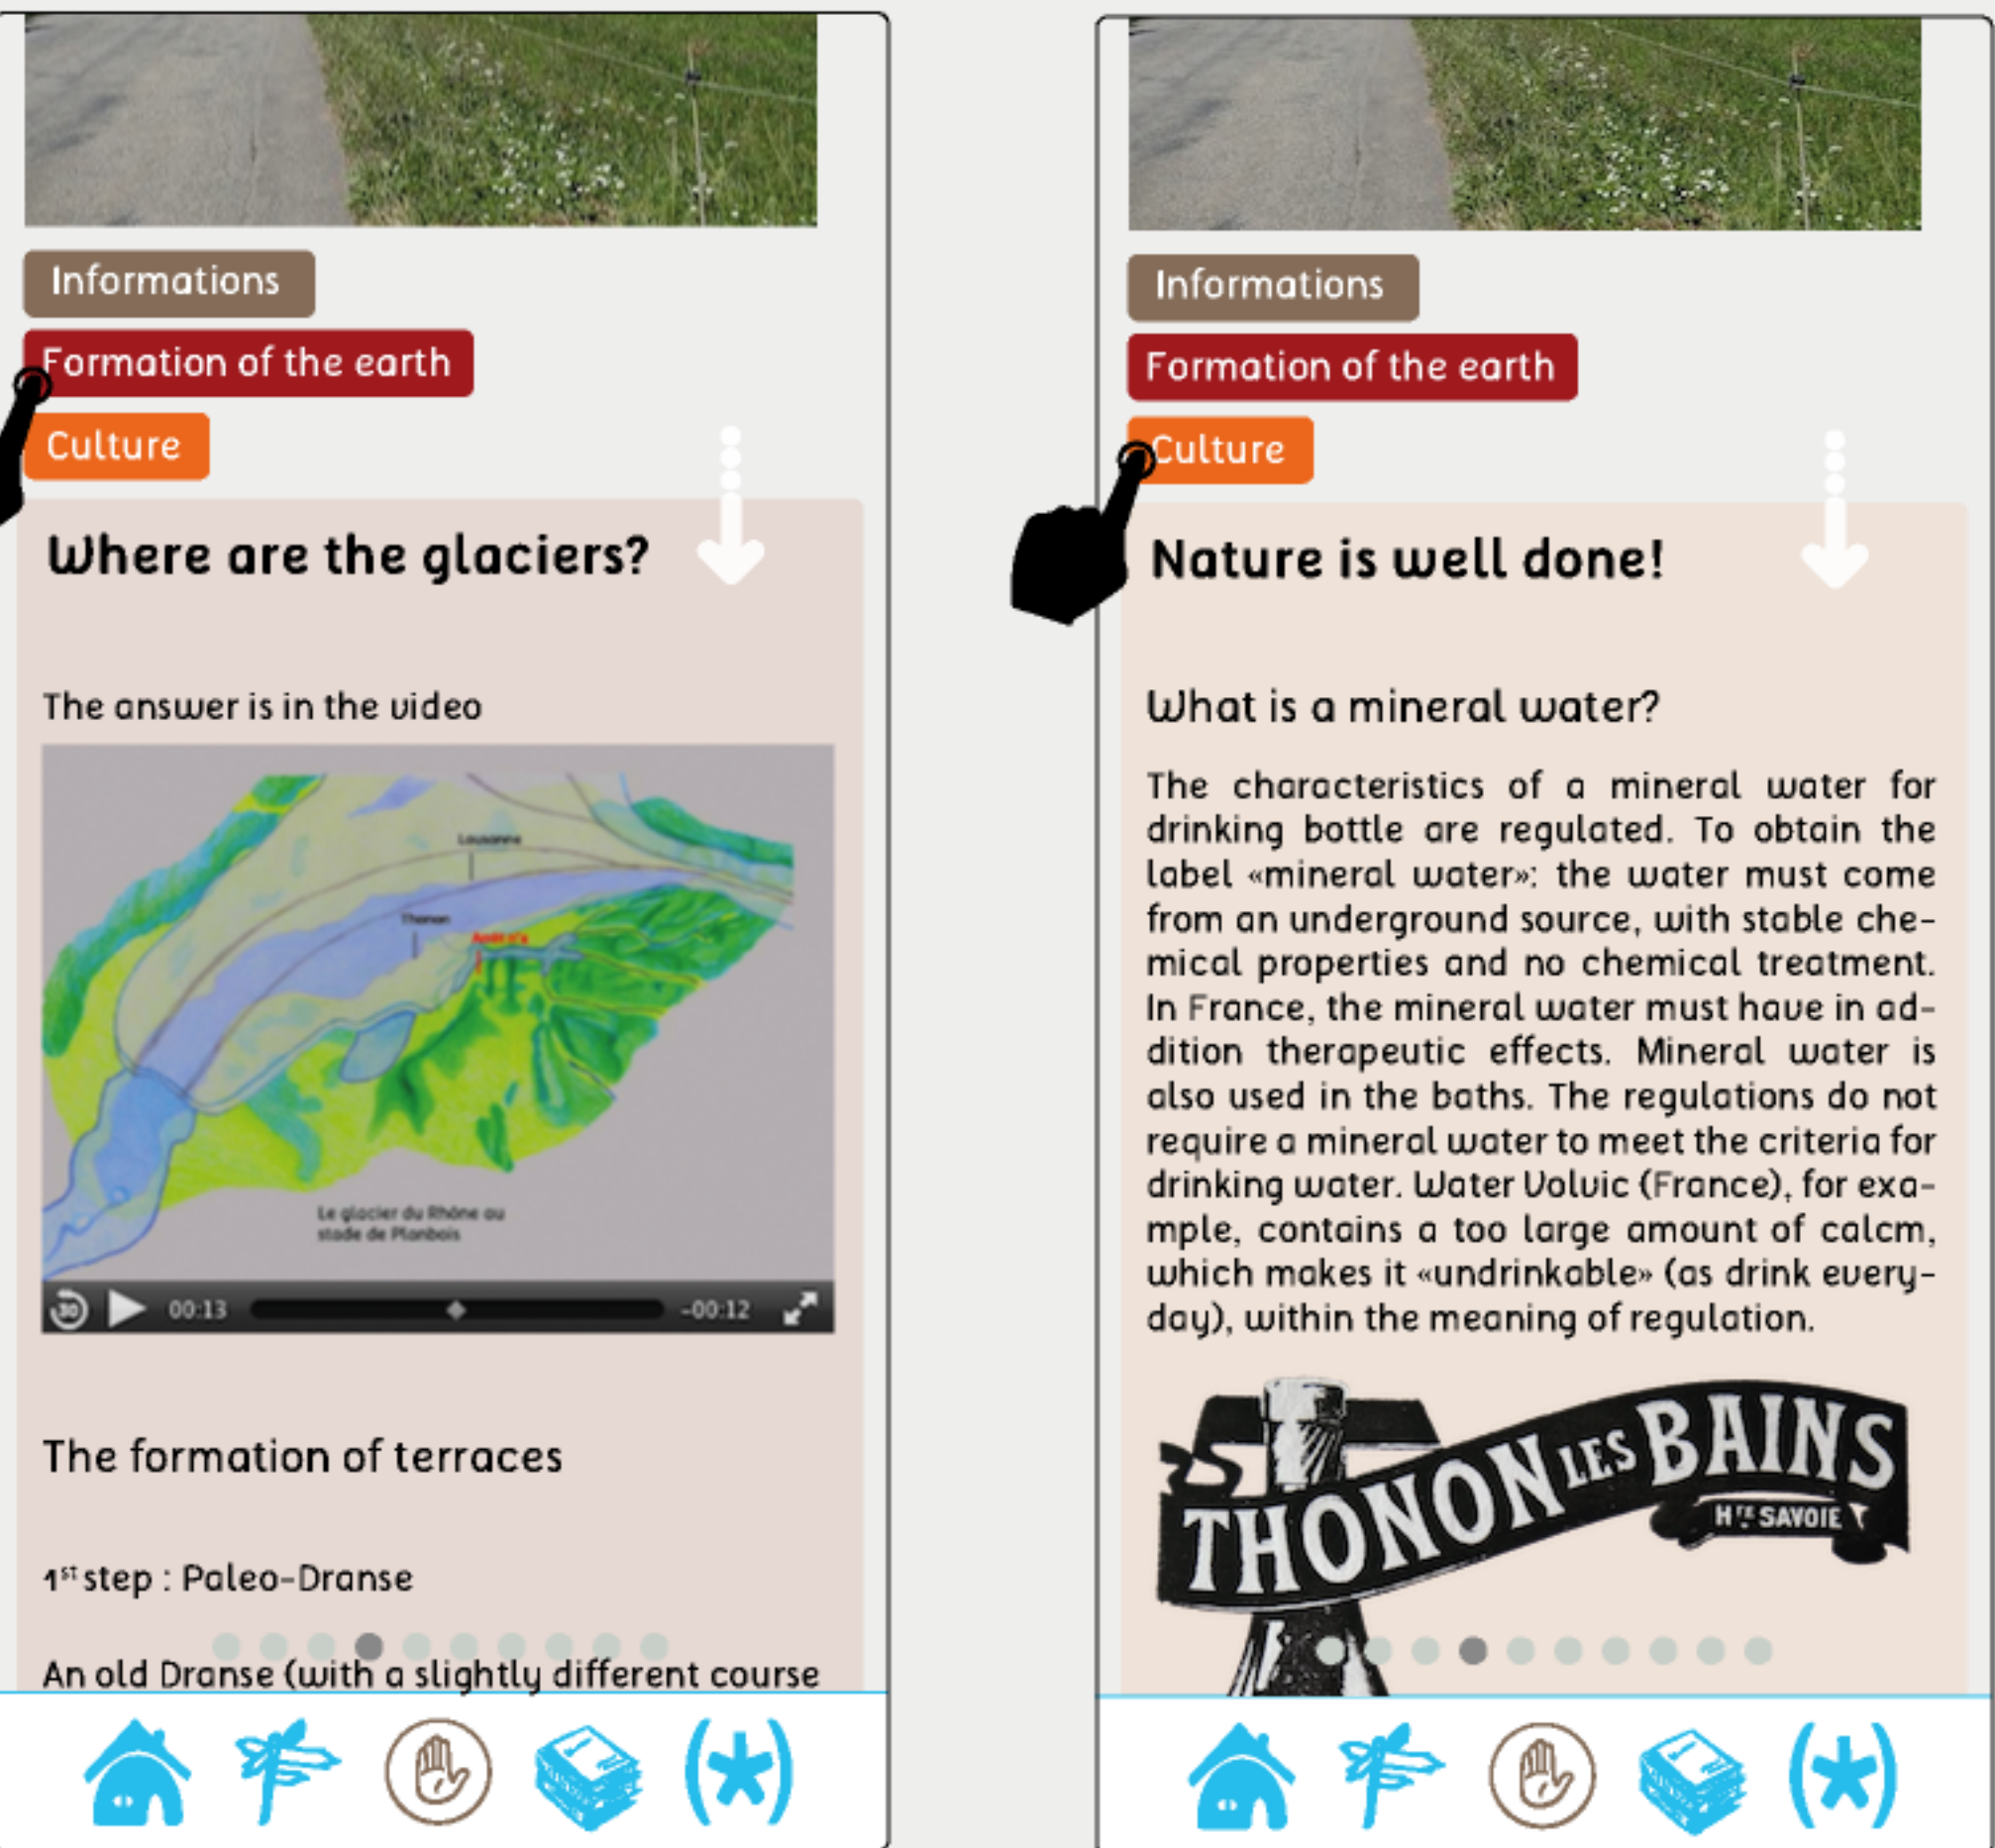 Informations
Formation of the earth
Culture
Where are the glaciers?
The answer is in the video
Lausanne
Thonon
Le glacier du Rhône au
stade de Planbois
30
00:13
-00:12
The formation of terraces
1st step : Paleo-Dranse
An old Dranse (with a slightly different course
Informations
Formation of the earth
Culture
Nature is well done!
What is a mineral water?
The characteristics of a mineral water for
drinking bottle are regulated. To obtain the
label «mineral water»: the water must come
from an underground source, with stable che-
mical properties and no chemical treatment.
In France, the mineral water must have in ad-
dition therapeutic effects. Mineral water is
also used in the baths. The regulations do not
require a mineral water to meet the criteria for
drinking water. Water Volvic (France), for exa-
mple, contains a too large amount of calcm,
which makes it «undrinkable» (as drink every-
day), within the meaning of regulation.
THONON LES BAINS
HTE SAVOIE